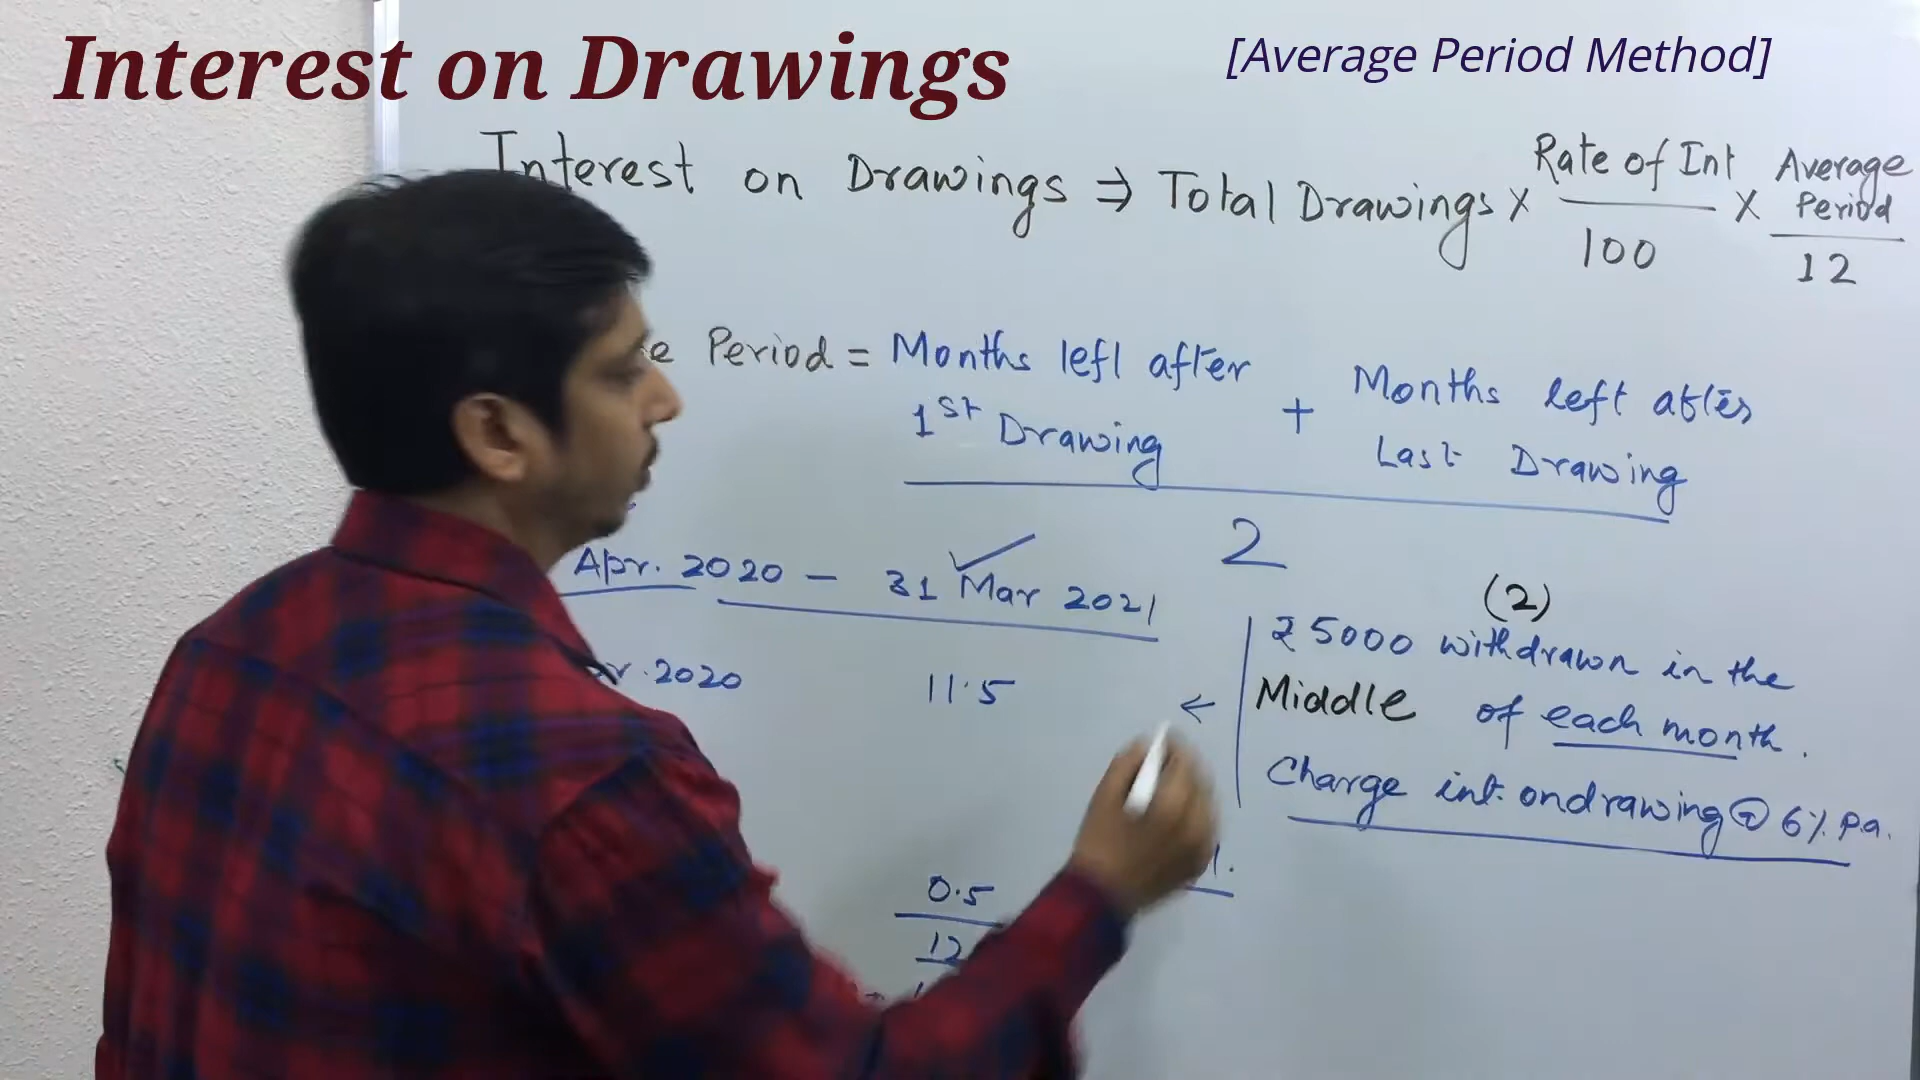 Interest on Drawings
[Average Period Method]
Interest on Drawings ⇒ Total Drawings × Rate of Int / 100 × Average Period / 12
Period = Months left after 1st Drawing + Months left after Last Drawing
2
Apr. 2020 - 31 Mar 2021
2020 11.5
(2)
₹5000 withdrawn in the
Middle of each month.
Charge int. on drawing @ 6% p.a.
0.5
12